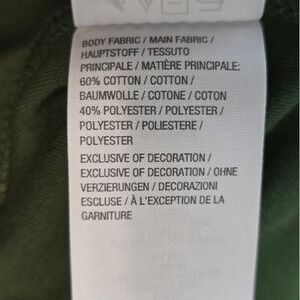 BODY FABRIC / MAIN FABRIC /
HAUPTSTOFF / TESSUTO
PRINCIPALE / MATIÈRE PRINCIPALE:
60% COTTON / COTTON /
BAUMWOLLE / COTONE / COTON
40% POLYESTER / POLYESTER /
POLYESTER / POLIESTERE /
POLYESTER
EXCLUSIVE OF DECORATION /
EXCLUSIVE OF DECORATION / OHNE
VERZIERUNGEN / DECORAZIONI
ESCLUSE / À L'EXCEPTION DE LA
GARNITURE